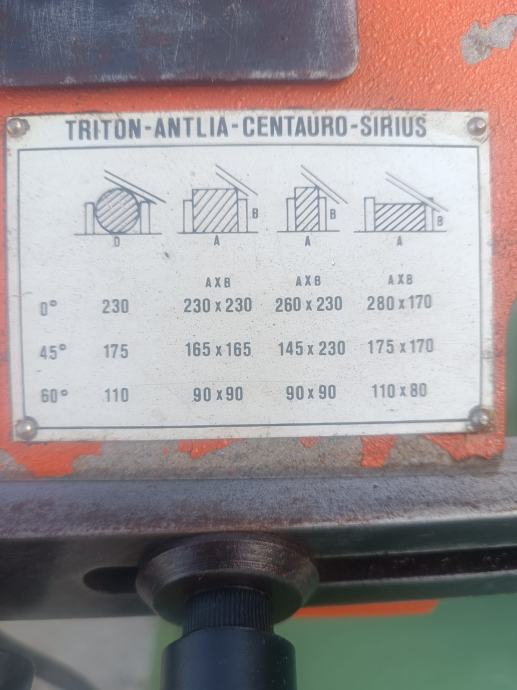 TRITON-ANTLIA-CENTAURO-SIRIUS
B B
D A A A
A X B A X B A X B
0° 230 230 x 230 260 x 230 280 x 170
45° 175 165 x 165 145 x 230 175 x 170
60° 110 90 x 90 90 x 90 110 x 80